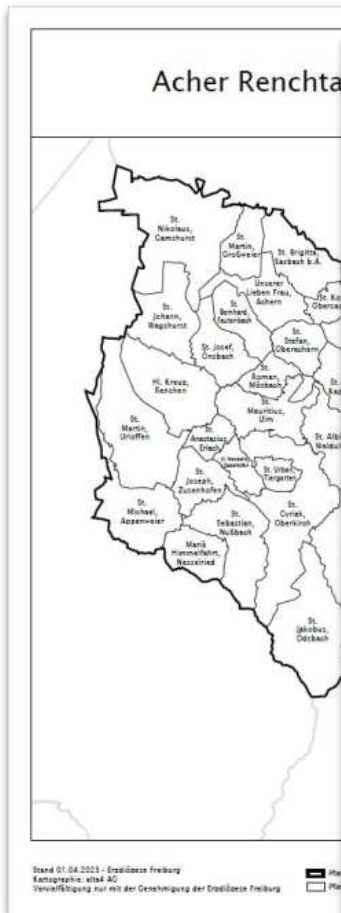 Acher Renchta
St.
Nikolaus,
Gamshurst
St.
Martin,
Großweier
St. Brigitta,
Sasbach b.A.
Unserer
Lieben Frau,
Achern
St.
Johann,
Wagshurst
St.
Bernhard,
Fautenbach
St. Josef,
Önsbach
St.
Stefan,
Oberachern
St.
Roman,
Mösbach
Hl. Kreuz,
Renchen
St.
Mauritius,
Ulm
St.
Martin,
Urloffen
St.
Anastasius,
Erlach
St.
Joseph,
Zusenhofen
St. Urban,
Tiergarten
St.
Michael,
Appenweier
St.
Sebastian,
Nußbach
St.
Cyriak,
Oberkirch
Mariä
Himmelfahrt,
Nesselried
St.
Jakobus,
Ödsbach
Stand 01.04.2023 - Erzdiözese Freiburg
Kartographie: alta4 AG
Vervielfältigung nur mit der Genehmigung der Erzdiözese Freiburg